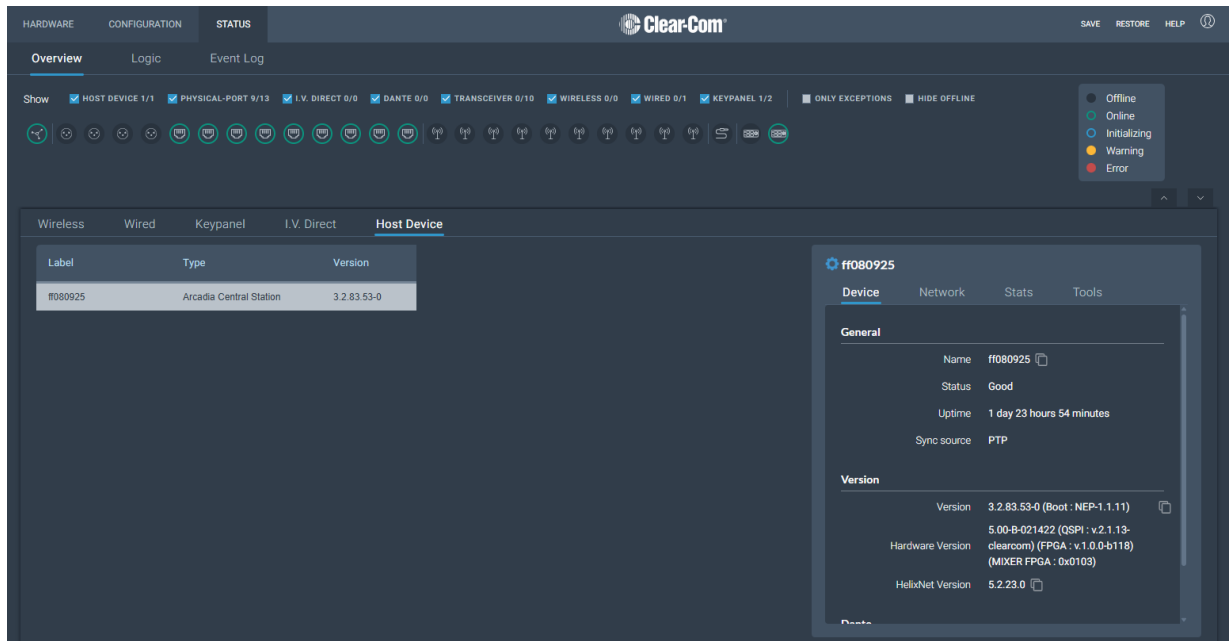 HARDWARE CONFIGURATION STATUS Clear-Com SAVE RESTORE HELP
Overview Logic Event Log
Show HOST DEVICE 1/1 PHYSICAL-PORT 9/13 I.V. DIRECT 0/0 DANTE 0/0 TRANSCEIVER 0/10 WIRELESS 0/0 WIRED 0/1 KEYPANEL 1/2 ONLY EXCEPTIONS HIDE OFFLINE
Offline
Online
Initializing
Warning
Error
Wireless Wired Keypanel I.V. Direct Host Device
Label Type Version
ff080925 Arcadia Central Station 3.2.83.53-0
ff080925
Device Network Stats Tools
General
Name ff080925
Status Good
Uptime 1 day 23 hours 54 minutes
Sync source PTP
Version
Version 3.2.83.53-0 (Boot : NEP-1.1.11)
Hardware Version 5.00-B-021422 (QSPI : v.2.1.13-
clearcom) (FPGA : v.1.0.0-b118)
(MIXER FPGA : 0x0103)
HelixNet Version 5.2.23.0
Dante